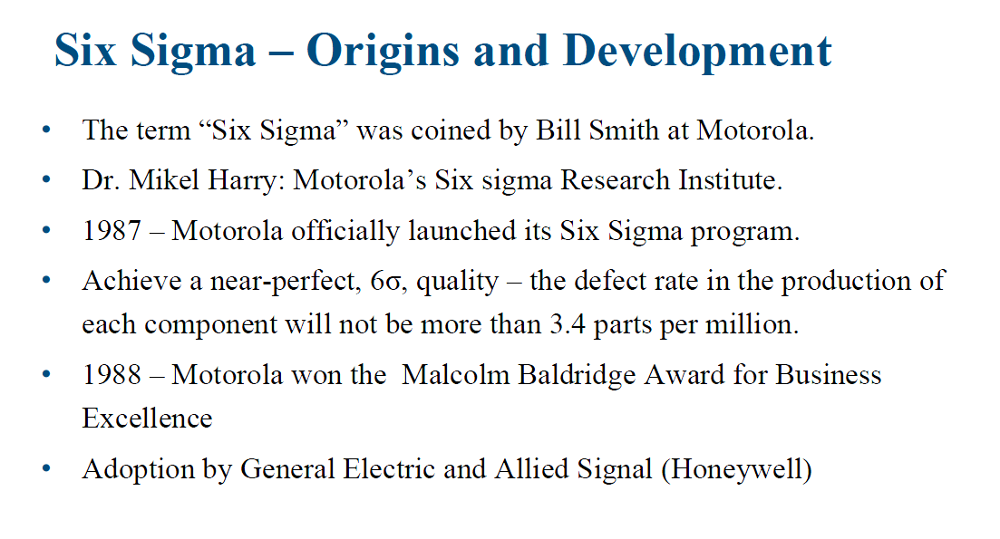 Six Sigma – Origins and Development
• The term “Six Sigma” was coined by Bill Smith at Motorola.
• Dr. Mikel Harry: Motorola’s Six sigma Research Institute.
• 1987 – Motorola officially launched its Six Sigma program.
• Achieve a near-perfect, 6σ, quality – the defect rate in the production of
each component will not be more than 3.4 parts per million.
• 1988 – Motorola won the  Malcolm Baldridge Award for Business
Excellence
• Adoption by General Electric and Allied Signal (Honeywell)